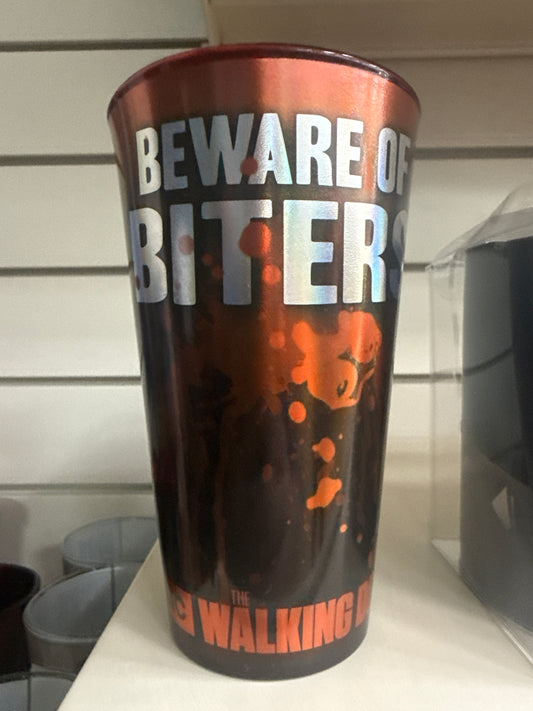 BEWARE OF
BITERS
THE
WALKING D